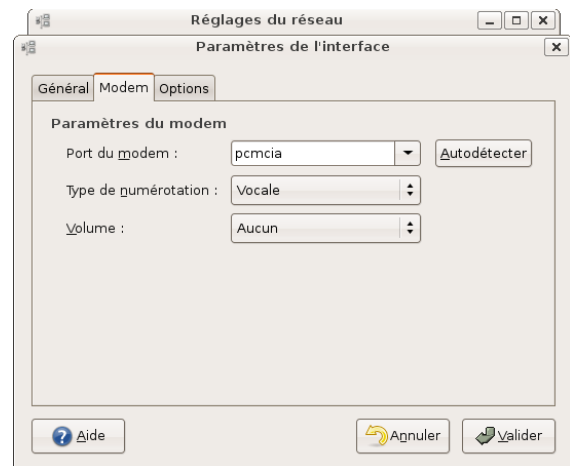 Réglages du réseau
Paramètres de l'interface
Général Modem Options
Paramètres du modem
Port du modem : pcmcia Autodétecter
Type de numérotation : Vocale
Volume : Aucun
Aide Annuler Valider